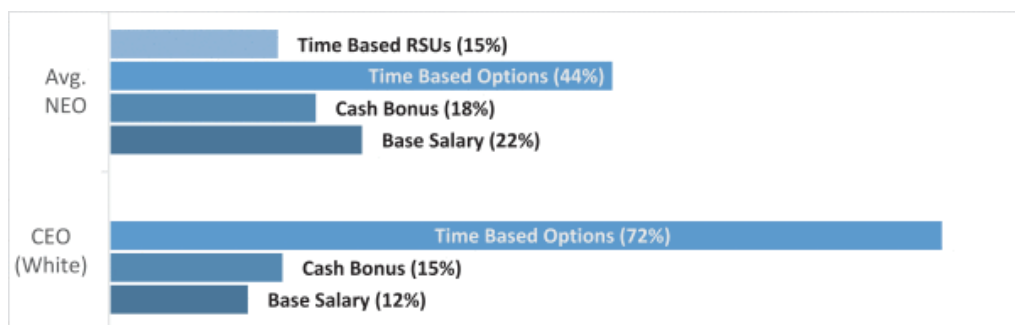 Time Based RSUs (15%)
Avg.
NEO
Time Based Options (44%)
Cash Bonus (18%)
Base Salary (22%)
CEO
(White)
Time Based Options (72%)
Cash Bonus (15%)
Base Salary (12%)